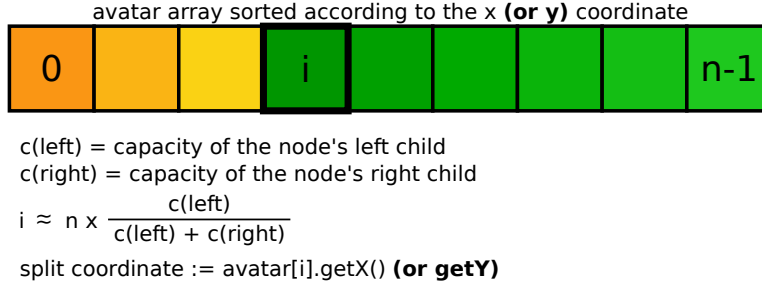 avatar array sorted according to the x (or y) coordinate
0 i n-1
c(left) = capacity of the node's left child
c(right) = capacity of the node's right child
c(left)
i ≈ n x
c(left) + c(right)
split coordinate := avatar[i].getX() (or getY)